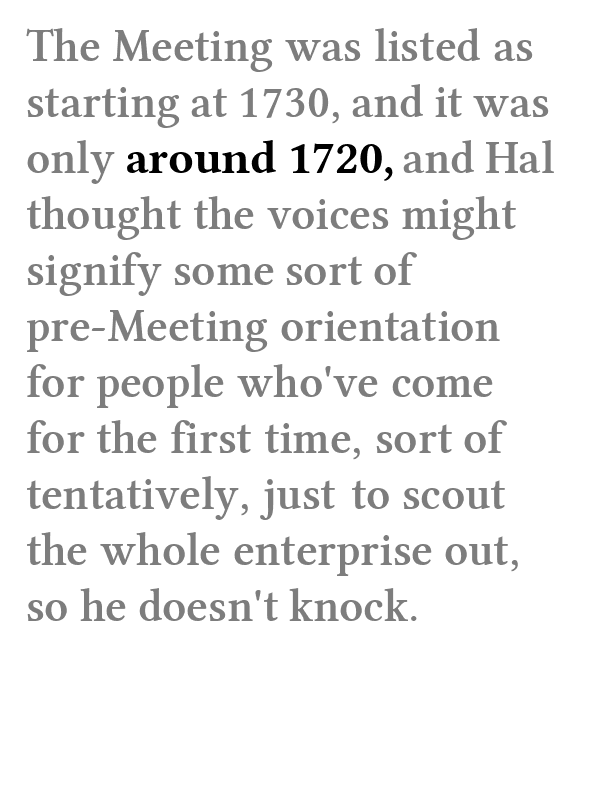 The Meeting was listed as
starting at 1730, and it was
only around 1720, and Hal
thought the voices might
signify some sort of
pre-Meeting orientation
for people who've come
for the first time, sort of
tentatively, just to scout
the whole enterprise out,
so he doesn't knock.